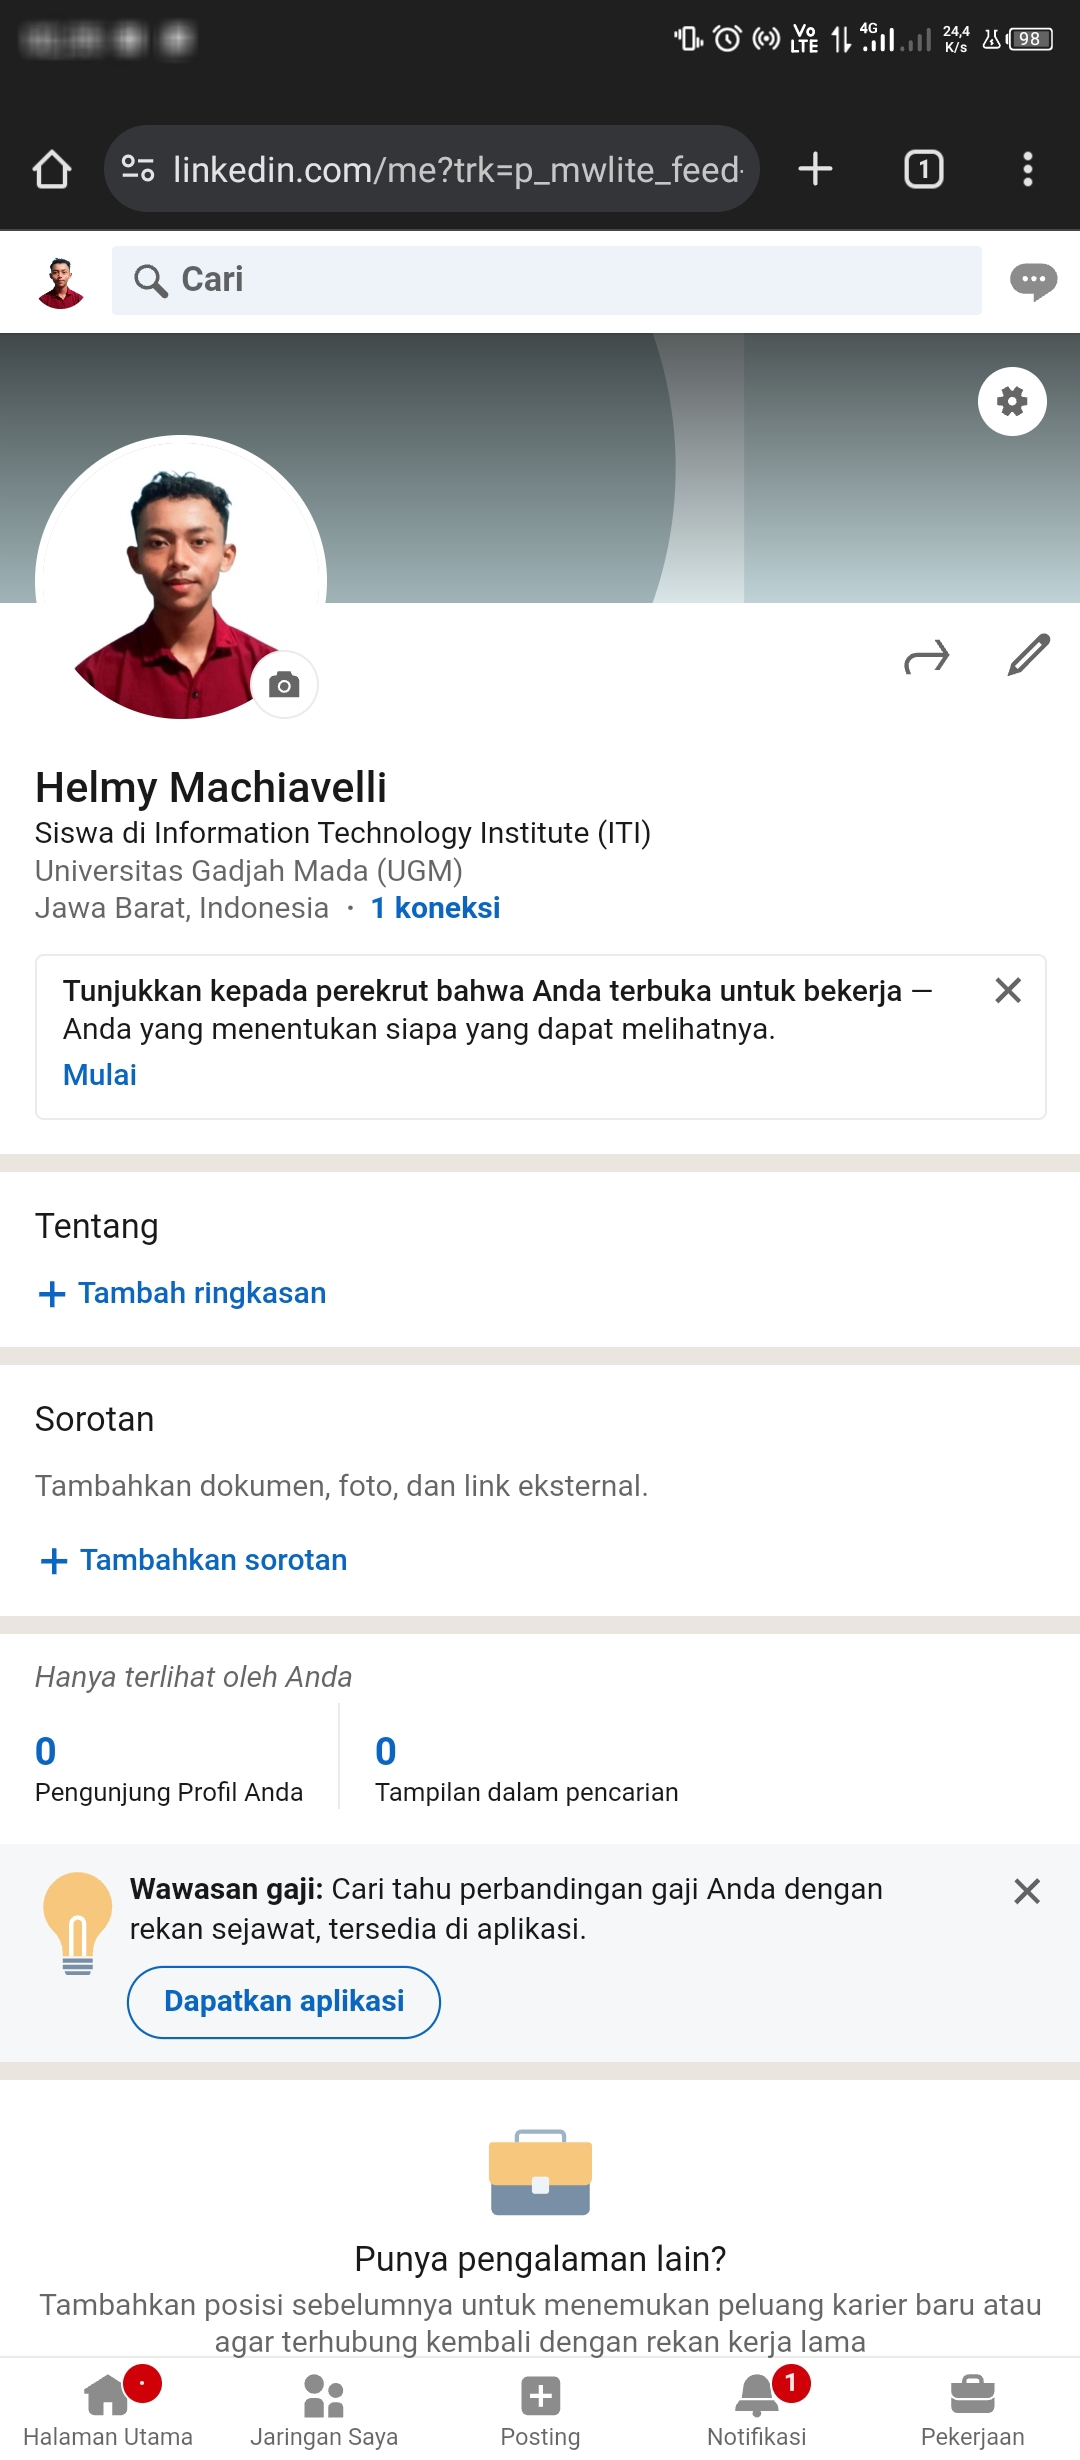 Vo
LTE
4G
24,4
K/s
98
linkedin.com/me?trk=p_mwlite_feed-
1
Cari
Helmy Machiavelli
Siswa di Information Technology Institute (ITI)
Universitas Gadjah Mada (UGM)
Jawa Barat, Indonesia · 1 koneksi
Tunjukkan kepada perekrut bahwa Anda terbuka untuk bekerja —
Anda yang menentukan siapa yang dapat melihatnya.
Mulai
Tentang
+ Tambah ringkasan
Sorotan
Tambahkan dokumen, foto, dan link eksternal.
+ Tambahkan sorotan
Hanya terlihat oleh Anda
0
Pengunjung Profil Anda
0
Tampilan dalam pencarian
Wawasan gaji: Cari tahu perbandingan gaji Anda dengan
rekan sejawat, tersedia di aplikasi.
Dapatkan aplikasi
Punya pengalaman lain?
Tambahkan posisi sebelumnya untuk menemukan peluang karier baru atau
agar terhubung kembali dengan rekan kerja lama
1
Halaman Utama
Jaringan Saya
Posting
Notifikasi
Pekerjaan